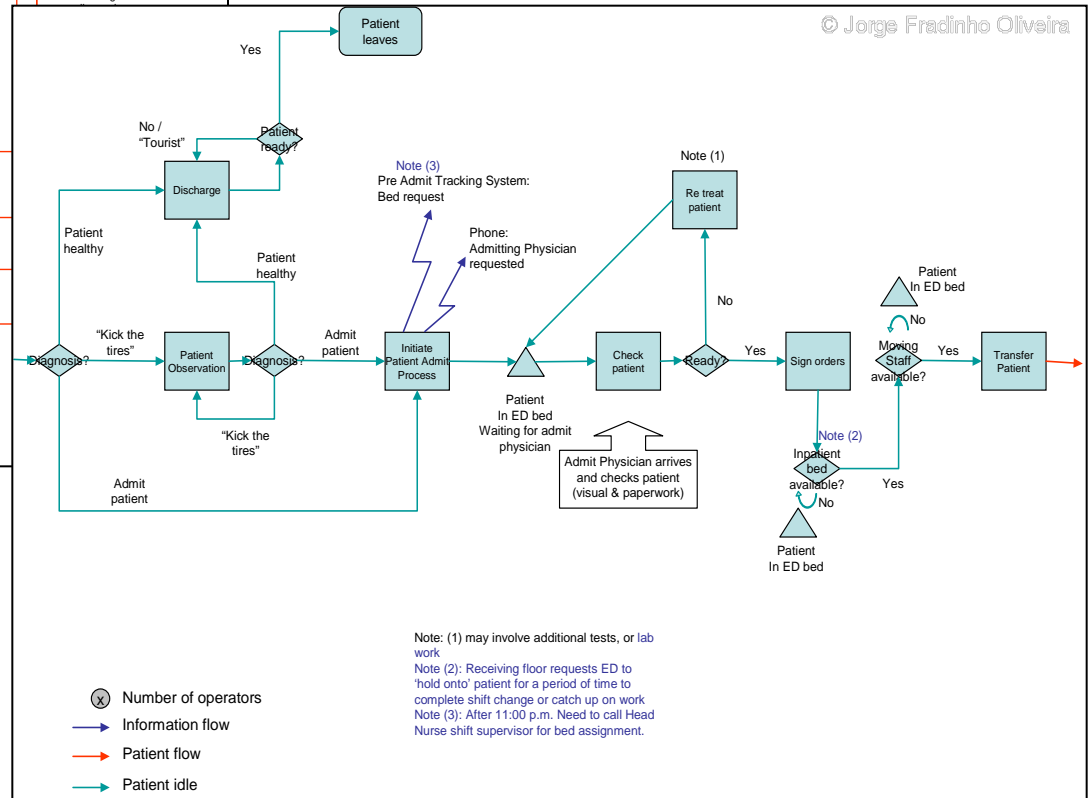 © Jorge Fradinho Oliveira
Patient
leaves
Yes
No /
“Tourist”
Patient
ready?
Note (3)
Pre Admit Tracking System:
Bed request
Note (1)
Discharge
Re treat
patient
Patient
healthy
Phone:
Admitting Physician
requested
Patient
healthy
Patient
In ED bed
No
No
“Kick the
tires”
Admit
patient
Diagnosis?
Patient
Observation
Diagnosis?
Initiate
Patient Admit
Process
Check
patient
Ready?
Yes
Sign orders
Moving
Staff
available?
Yes
Transfer
Patient
Patient
In ED bed
Waiting for admit
physician
“Kick the
tires”
Note (2)
Inpatient
bed
available?
Yes
No
Admit Physician arrives
and checks patient
(visual & paperwork)
Admit
patient
Patient
In ED bed
Note: (1) may involve additional tests, or lab
work
Note (2): Receiving floor requests ED to
‘hold onto’ patient for a period of time to
complete shift change or catch up on work
Note (3): After 11:00 p.m. Need to call Head
Nurse shift supervisor for bed assignment.
x Number of operators
Information flow
Patient flow
Patient idle